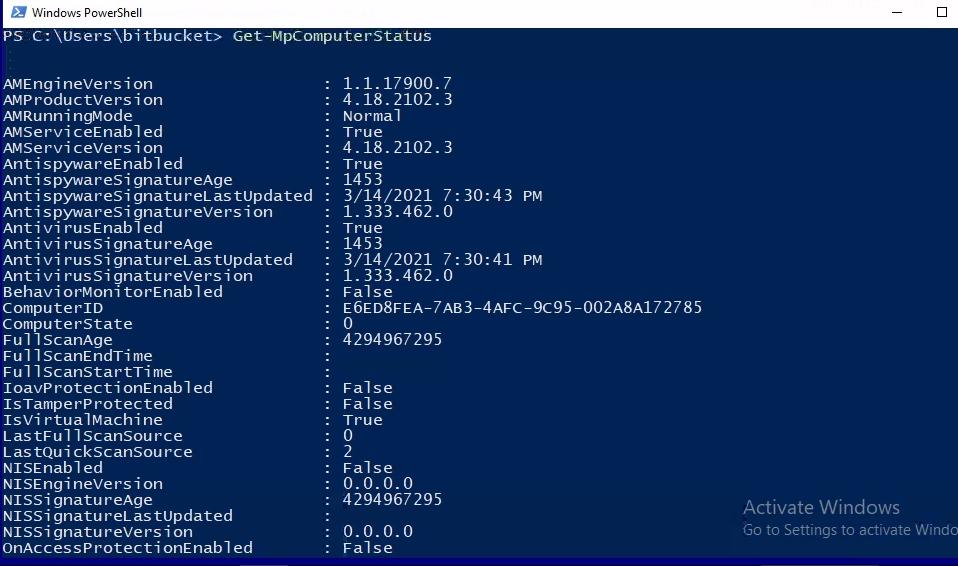 Windows PowerShell
PS C:\Users\bitbucket> Get-MpComputerStatus
AMEngineVersion : 1.1.17900.7
AMProductVersion : 4.18.2102.3
AMRunningMode : Normal
AMServiceEnabled : True
AMServiceVersion : 4.18.2102.3
AntispywareEnabled : True
AntispywareSignatureAge : 1453
AntispywareSignatureLastUpdated : 3/14/2021 7:30:43 PM
AntispywareSignatureVersion : 1.333.462.0
AntivirusEnabled : True
AntivirusSignatureAge : 1453
AntivirusSignatureLastUpdated : 3/14/2021 7:30:41 PM
AntivirusSignatureVersion : 1.333.462.0
BehaviorMonitorEnabled : False
ComputerID : E6ED8FEA-7AB3-4AFC-9C95-002A8A172785
ComputerState : 0
FullScanAge : 4294967295
FullScanEndTime :
FullScanStartTime :
IoavProtectionEnabled : False
IsTamperProtected : False
IsVirtualMachine : True
LastFullScanSource : 0
LastQuickScanSource : 2
NISEnabled : False
NISEngineVersion : 0.0.0.0
NISSignatureAge : 4294967295
NISSignatureLastUpdated :
NISSignatureVersion : 0.0.0.0
OnAccessProtectionEnabled : False
Activate Windows
Go to Settings to activate Windo